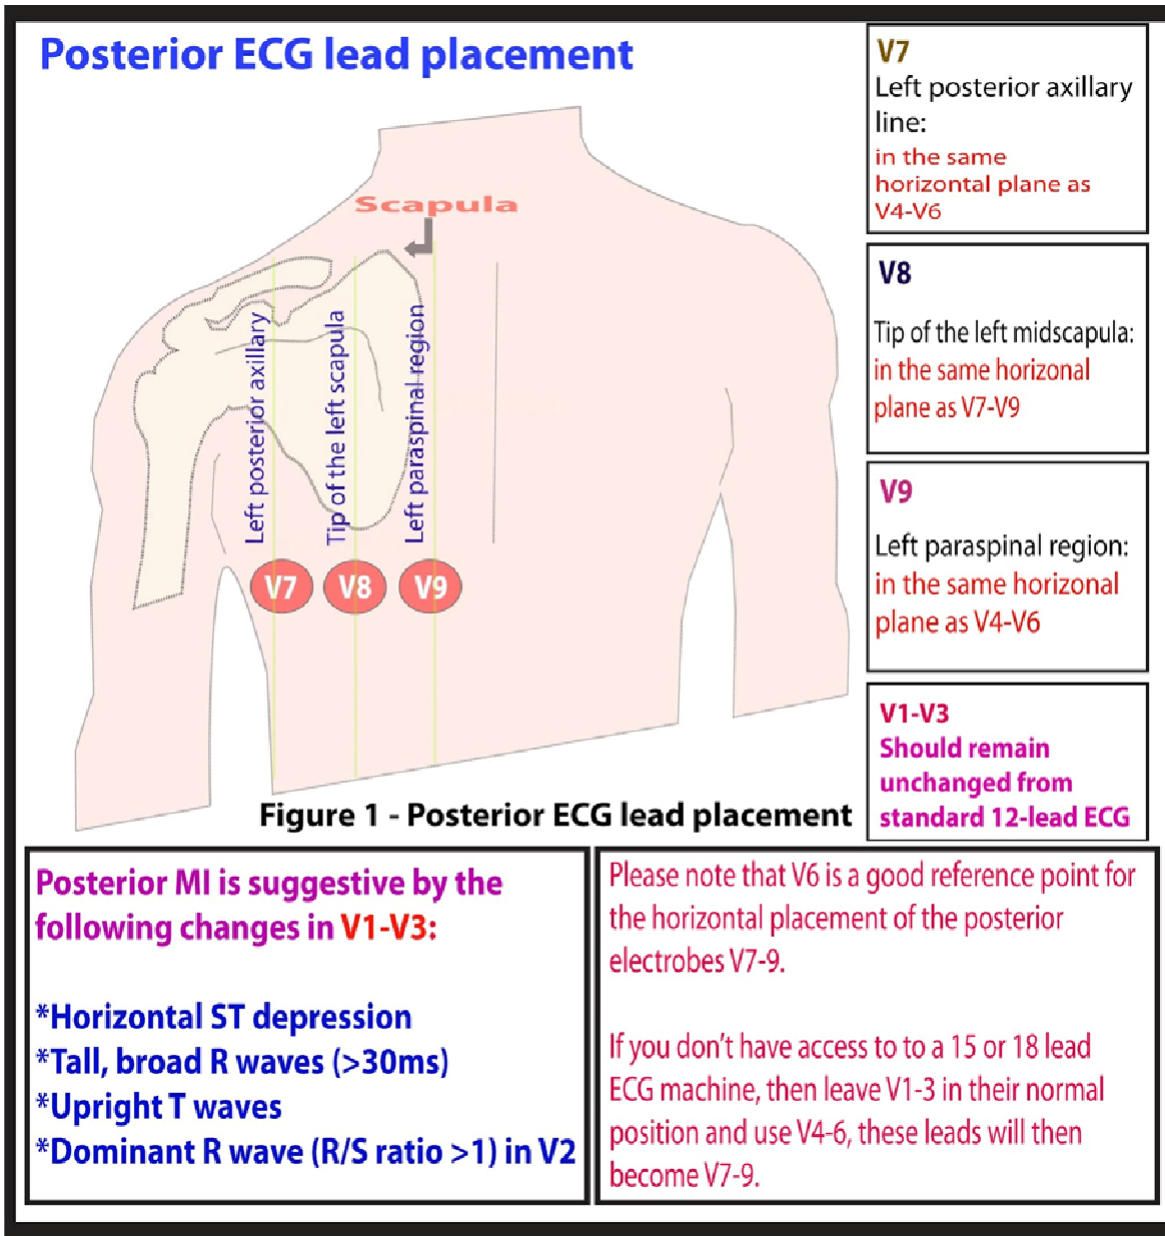 Posterior ECG lead placement
Scapula
Left posterior axillary
Tip of the left scapula
Left paraspinal region
V7
V8
V9
Figure 1 - Posterior ECG lead placement
V7
Left posterior axillary
line:
in the same
horizontal plane as
V4-V6
V8
Tip of the left midscapula:
in the same horizonal
plane as V7-V9
V9
Left paraspinal region:
in the same horizonal
plane as V4-V6
V1-V3
Should remain
unchanged from
standard 12-lead ECG
Posterior MI is suggestive by the
following changes in V1-V3:
*Horizontal ST depression
*Tall, broad R waves (>30ms)
*Upright T waves
*Dominant R wave (R/S ratio >1) in V2
Please note that V6 is a good reference point for
the horizontal placement of the posterior
electrobes V7-9.
If you don't have access to to a 15 or 18 lead
ECG machine, then leave V1-3 in their normal
position and use V4-6, these leads will then
become V7-9.